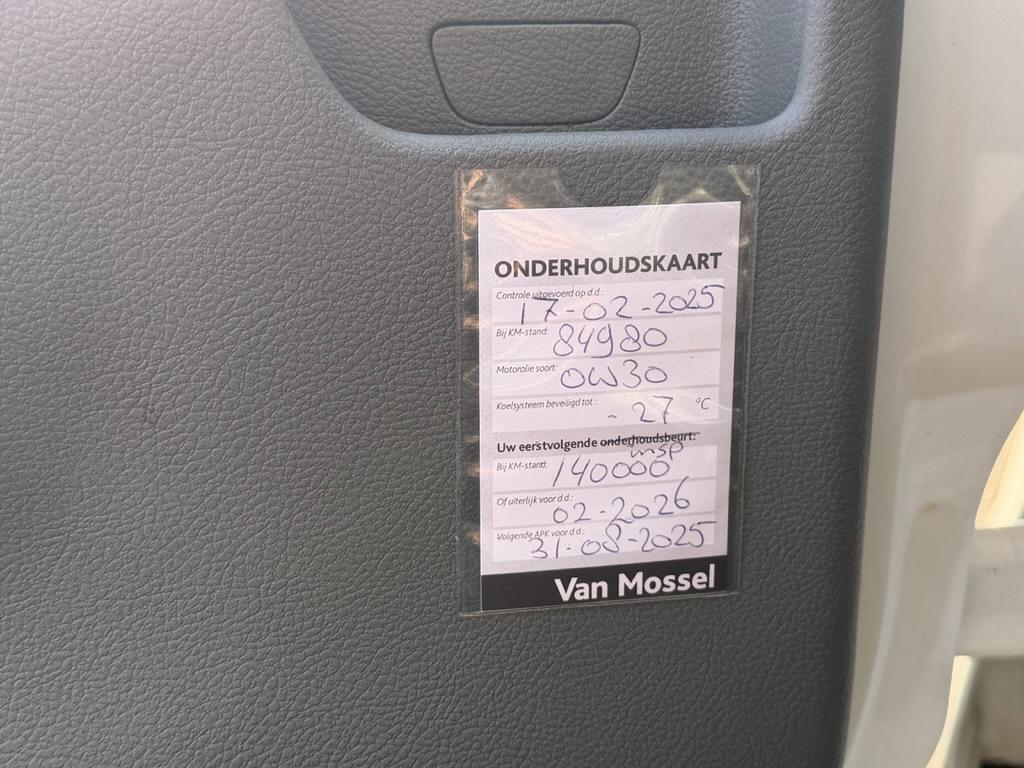 ONDERHOUDSKAART
Controle uitgevoerd op d.d.:
17-02-2025
Bij KM-stand: 84980
Motorolie soort: 0W30
Koelsysteem beveiligd tot: -27 °C
Uw eerstvolgende onderhoudsbeurt:
insp
Bij KM-stand: 140000
Of uiterlijk voor d.d.:
02-2026
Volgende APK voor d.d.:
31-08-2025
Van Mossel